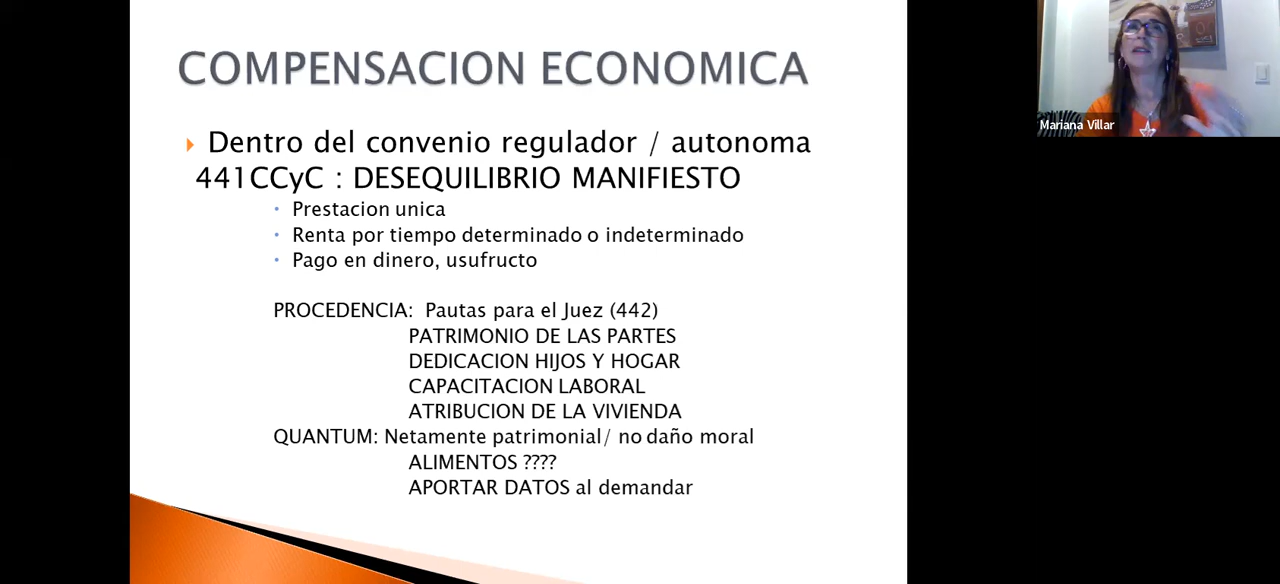 COMPENSACION ECONOMICA
Dentro del convenio regulador / autonoma
441CCyC : DESEQUILIBRIO MANIFIESTO
Prestacion unica
Renta por tiempo determinado o indeterminado
Pago en dinero, usufructo
PROCEDENCIA: Pautas para el Juez (442)
PATRIMONIO DE LAS PARTES
DEDICACION HIJOS Y HOGAR
CAPACITACION LABORAL
ATRIBUCION DE LA VIVIENDA
QUANTUM: Netamente patrimonial/ no daño moral
ALIMENTOS ????
APORTAR DATOS al demandar
Mariana Villar